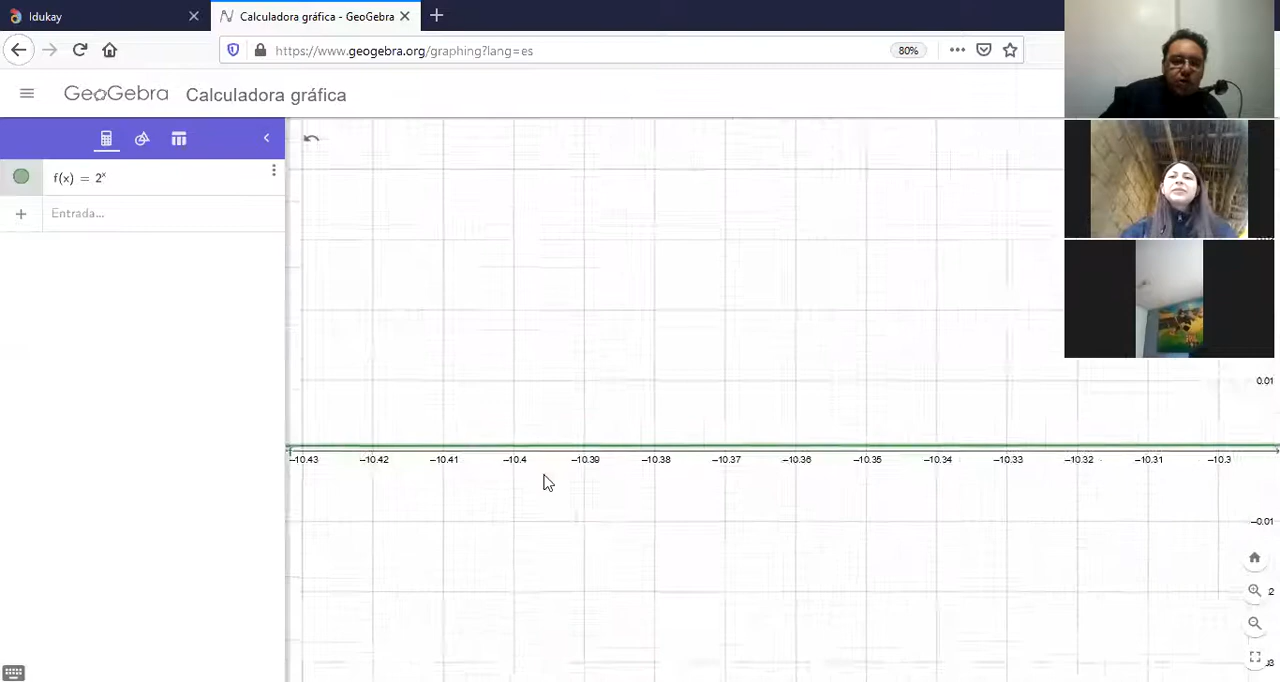 Idukay
Calculadora gráfica - GeoGebra
https://www.geogebra.org/graphing?lang=es
80%
GeoGebra Calculadora gráfica
f(x) = 2ˣ
Entrada...
0.01
−10.43 −10.42 −10.41 −10.4 −10.39 −10.38 −10.37 −10.36 −10.35 −10.34 −10.33 −10.32 −10.31 −10.3
−0.01
2